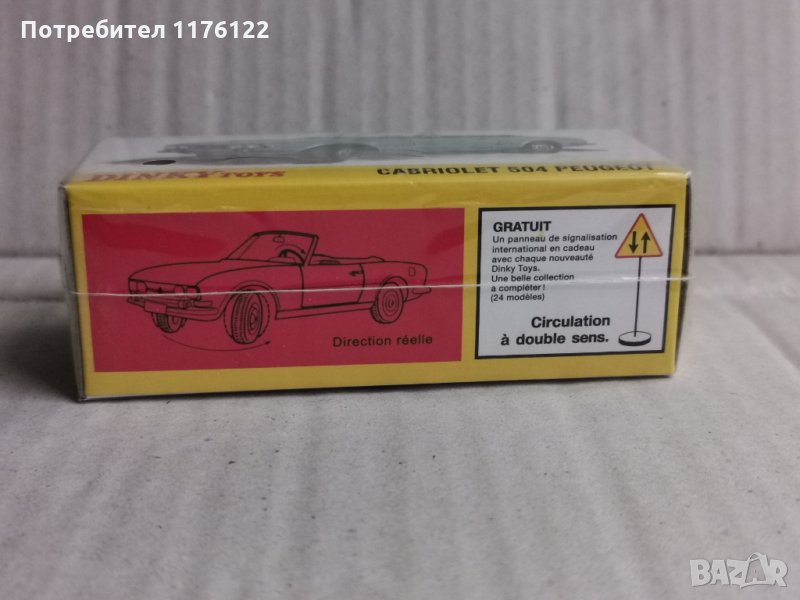 Потребител 1176122
DINKY TOYS
CABRIOLET 504 PEUGEOT
Direction réelle
GRATUIT
Un panneau de signalisation
international en cadeau
avec chaque nouveauté
Dinky Toys.
Une belle collection
a compléter!
(24 modèles)
Circulation
à double sens.
BAZAR